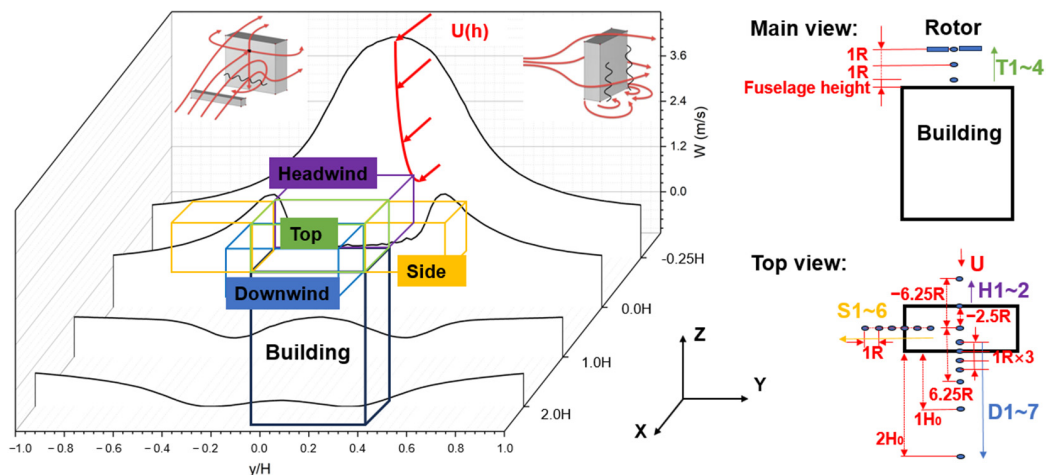 U(h)
3.6
2.4
1.2
0.0
W (m/s)
Headwind
Top
Side
Downwind
Building
-0.25H
0.0H
1.0H
2.0H
−1.0 −0.8 −0.6 −0.4 −0.2 0.0 0.2 0.4 0.6 0.8 1.0
y/H
Z
Y
X
Main view: Rotor
1R
1R
T1~4
Fuselage height
Building
Top view:
U
−6.25R
H1~2
S1~6
−2.5R
1R
1R×3
6.25R
D1~7
1H₀
2H₀